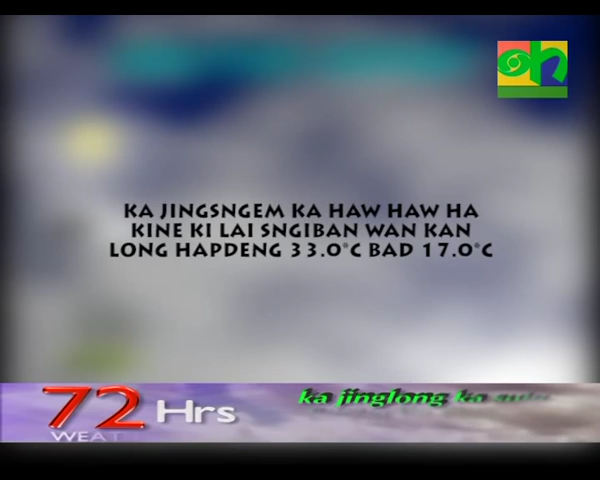 KA JINGSNGEM KA HAW HAW HA
KINE KI LAI SNGIBAN WAN KAN
LONG HAPDENG 33.0°C BAD 17.0°C
72 Hrs
ka jinglong ka